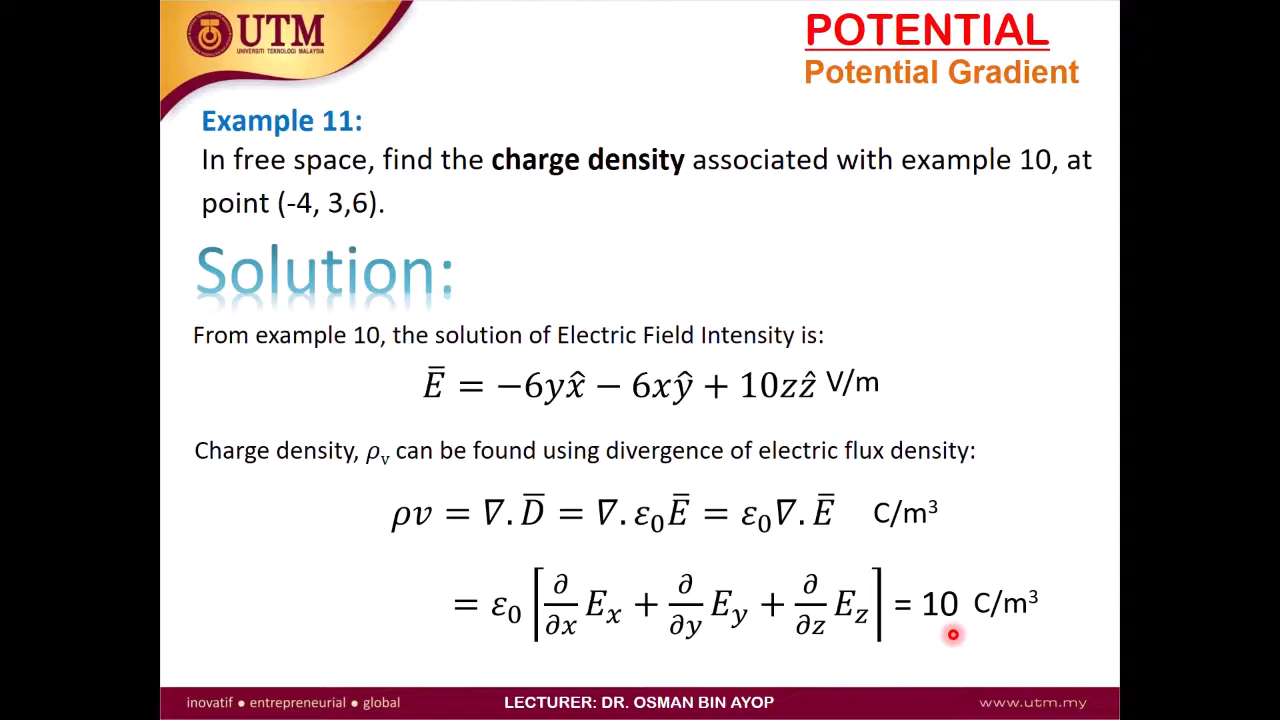 UTM
UNIVERSITI TEKNOLOGI MALAYSIA
POTENTIAL
Potential Gradient
Example 11:
In free space, find the charge density associated with example 10, at
point (-4, 3,6).
Solution:
From example 10, the solution of Electric Field Intensity is:
E̅ = −6yx̂ − 6xŷ + 10zẑ V/m
Charge density, ρᵥ can be found using divergence of electric flux density:
ρv = ∇. D̅ = ∇. ε₀E̅ = ε₀∇. E̅ C/m³
= ε₀ [∂/∂x Eₓ + ∂/∂y E_y + ∂/∂z E_z] = 10 C/m³
inovatif ● entrepreneurial ● global LECTURER: DR. OSMAN BIN AYOP www.utm.my